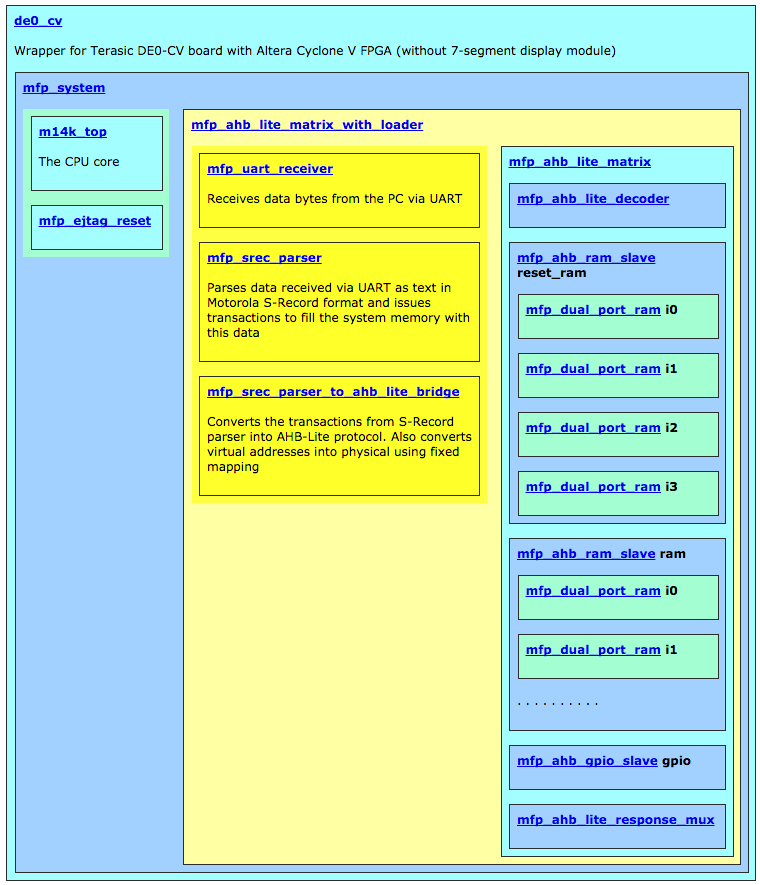 de0_cv
Wrapper for Terasic DE0-CV board with Altera Cyclone V FPGA (without 7-segment display module)
mfp_system
m14k_top
The CPU core
mfp_ejtag_reset
mfp_ahb_lite_matrix_with_loader
mfp_uart_receiver
Receives data bytes from the PC via UART
mfp_srec_parser
Parses data received via UART as text in
Motorola S-Record format and issues
transactions to fill the system memory with
this data
mfp_srec_parser_to_ahb_lite_bridge
Converts the transactions from S-Record
parser into AHB-Lite protocol. Also converts
virtual addresses into physical using fixed
mapping
mfp_ahb_lite_matrix
mfp_ahb_lite_decoder
mfp_ahb_ram_slave
reset_ram
mfp_dual_port_ram i0
mfp_dual_port_ram i1
mfp_dual_port_ram i2
mfp_dual_port_ram i3
mfp_ahb_ram_slave ram
mfp_dual_port_ram i0
mfp_dual_port_ram i1
. . . . . . . . . .
mfp_ahb_gpio_slave gpio
mfp_ahb_lite_response_mux